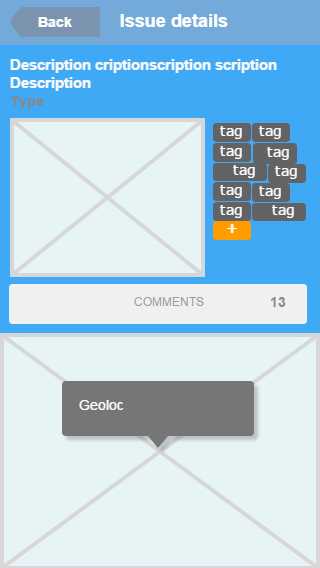 Back
Issue details
Description criptionscription scription
Description
Type
tag tag
tag tag
tag tag
tag tag
tag tag
+
COMMENTS 13
Geoloc